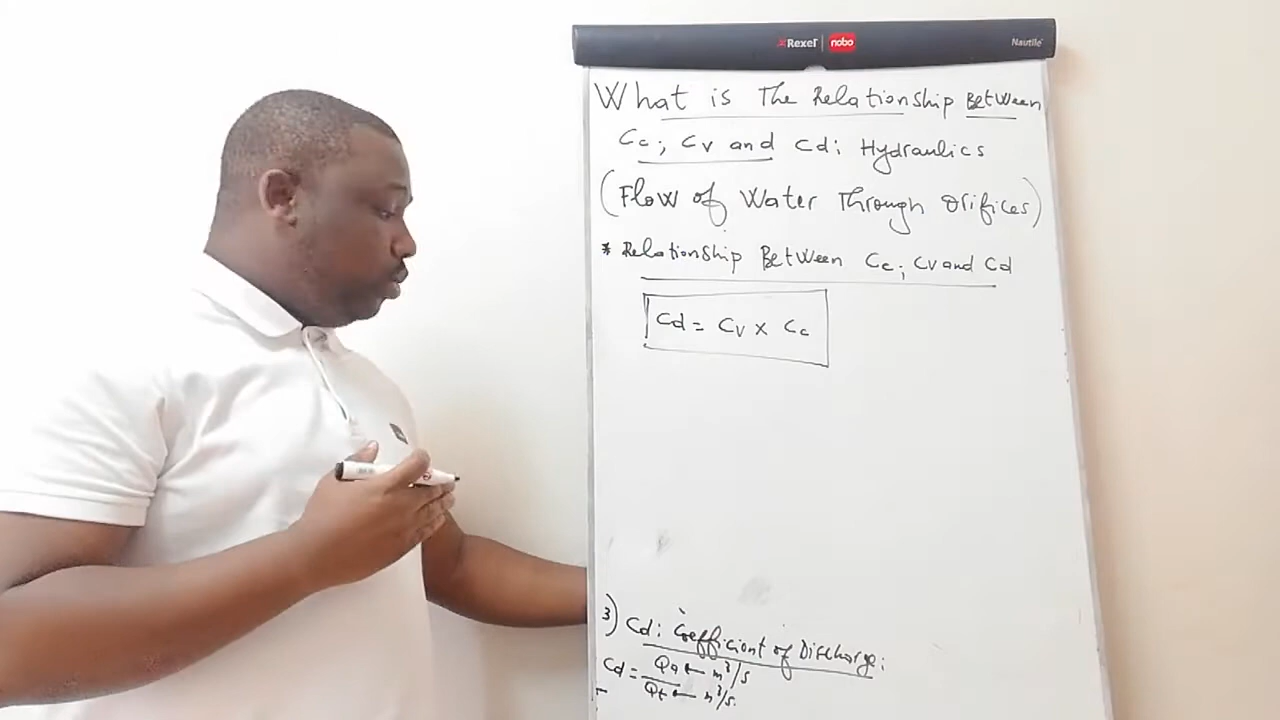 Rexel nobo Nautile
What is The Relationship Between
Cc; Cv and Cd: Hydraulics
(Flow of Water Through Orifices)
* Relationship Between Cc; Cv and Cd
Cd = Cv x Cc
3) Cd: Coefficient of Discharge:
Cd = Qa ← m³/s
Qt ← m³/s.